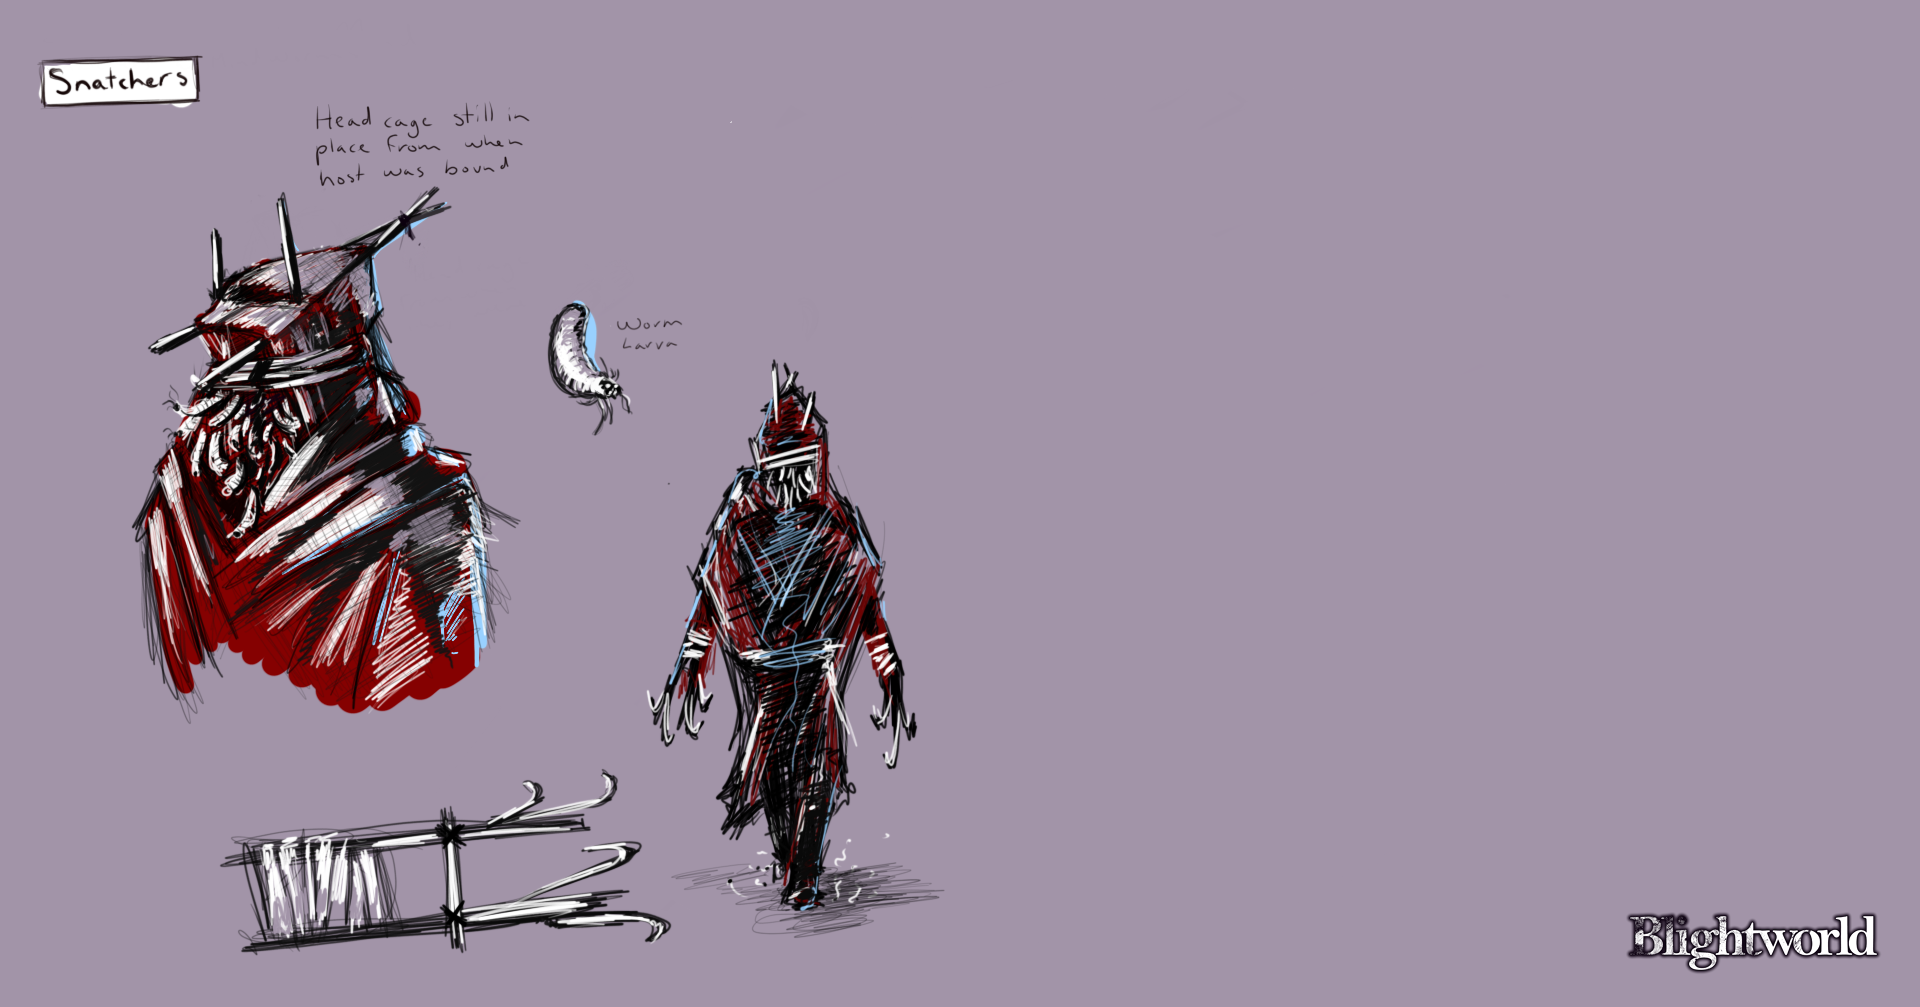 Snatchers
Head cage still in
place from when
host was bound
Worm
Larva
Blightworld